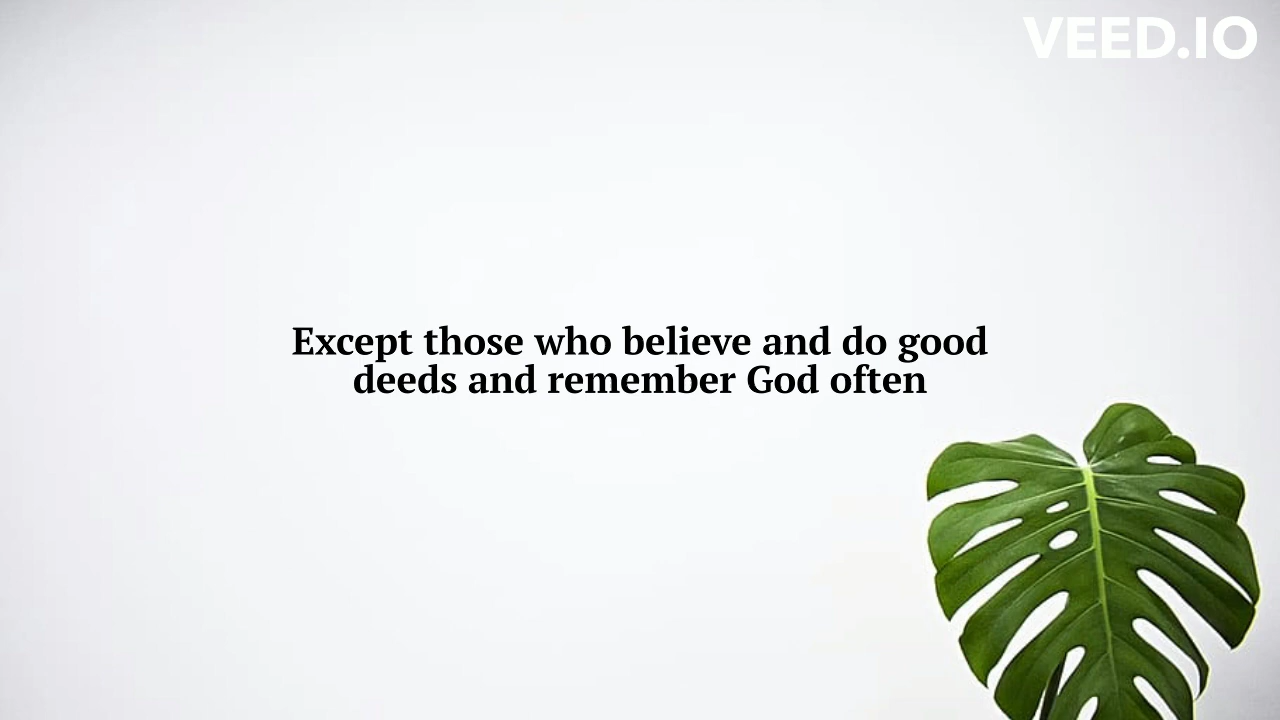 VEED.IO
Except those who believe and do good
deeds and remember God often